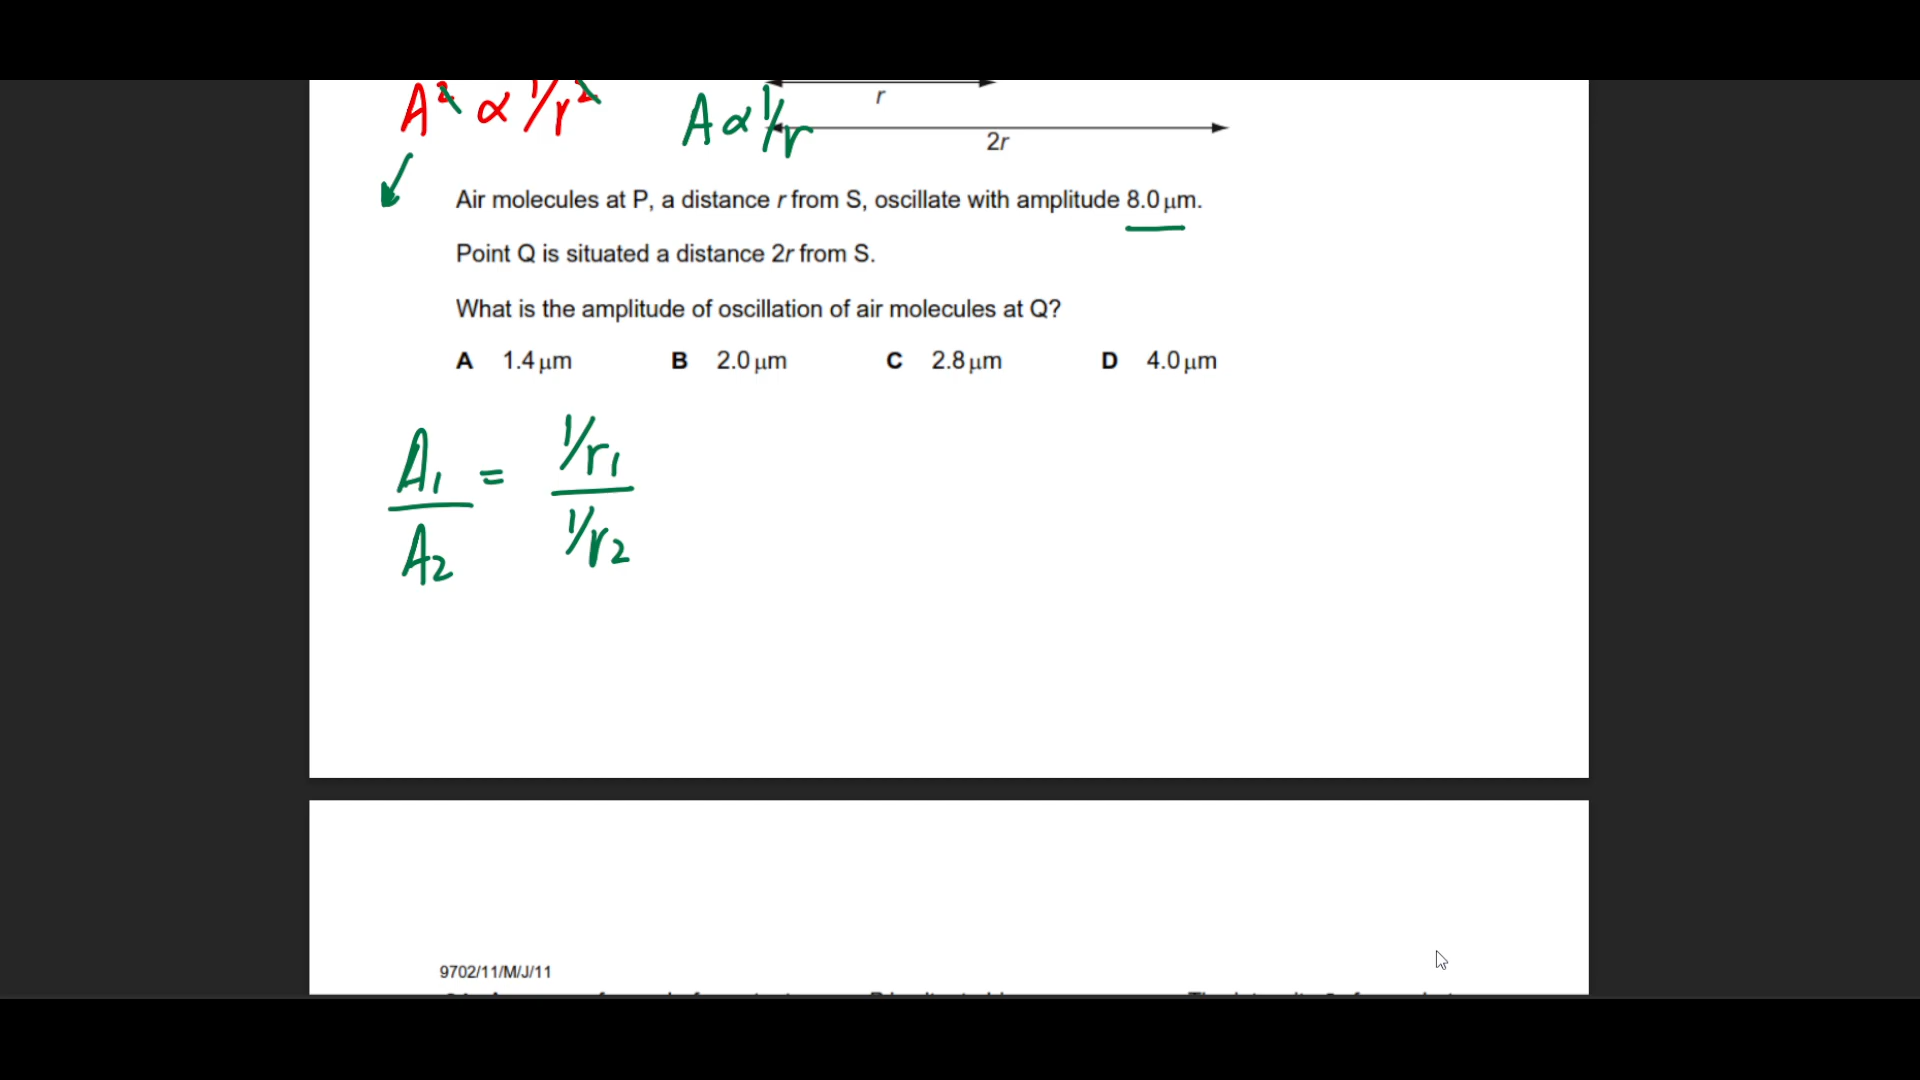 A² ∝ 1/r²
A ∝ 1/r
r
2r
Air molecules at P, a distance r from S, oscillate with amplitude 8.0 μm.
Point Q is situated a distance 2r from S.
What is the amplitude of oscillation of air molecules at Q?
A 1.4 μm B 2.0 μm C 2.8 μm D 4.0 μm
A₁/A₂ = (1/r₁)/(1/r₂)
9702/11/M/J/11